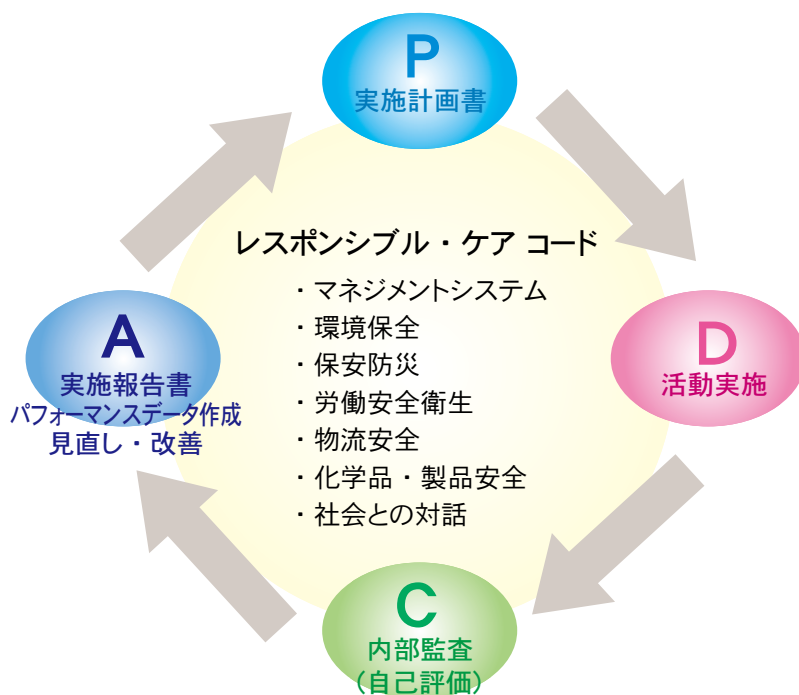 P
実施計画書
レスポンシブル・ケア コード
・マネジメントシステム
・環境保全
・保安防災
・労働安全衛生
・物流安全
・化学品・製品安全
・社会との対話
D
活動実施
C
内部監査
(自己評価)
A
実施報告書
パフォーマンスデータ作成
見直し・改善